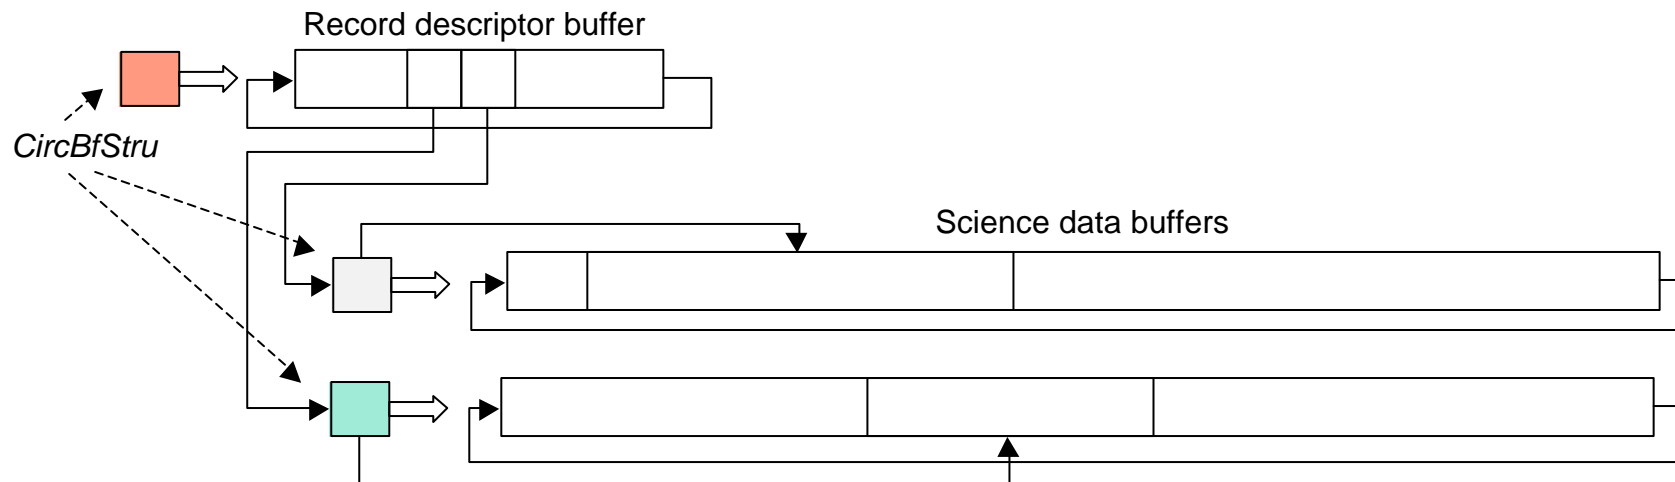 Record descriptor buffer
CircBfStru
Science data buffers